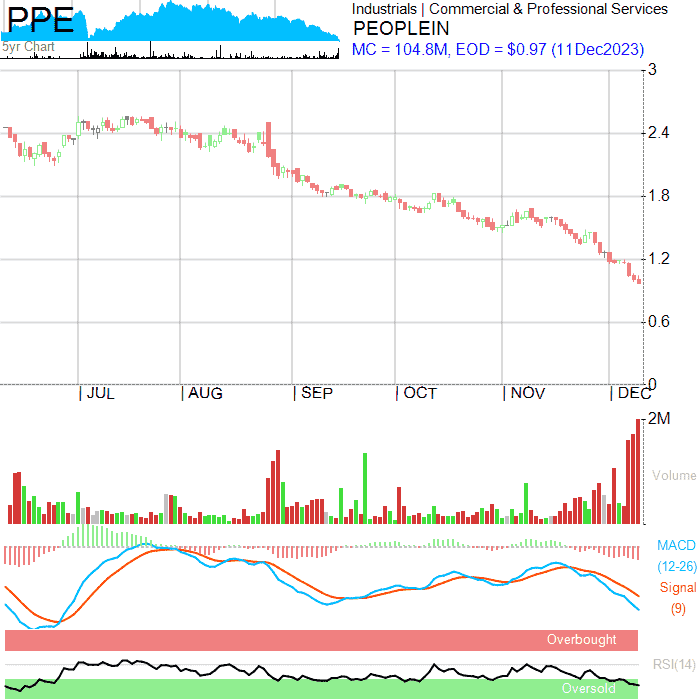 PPE
5yr Chart
Industrials | Commercial & Professional Services
PEOPLEIN
MC = 104.8M, EOD = $0.97 (11Dec2023)
3
2.4
1.8
1.2
0.6
0
| JUL | AUG | SEP | OCT | NOV | DEC
2M
Volume
MACD
(12-26)
Signal
(9)
Overbought
RSI(14)
Oversold